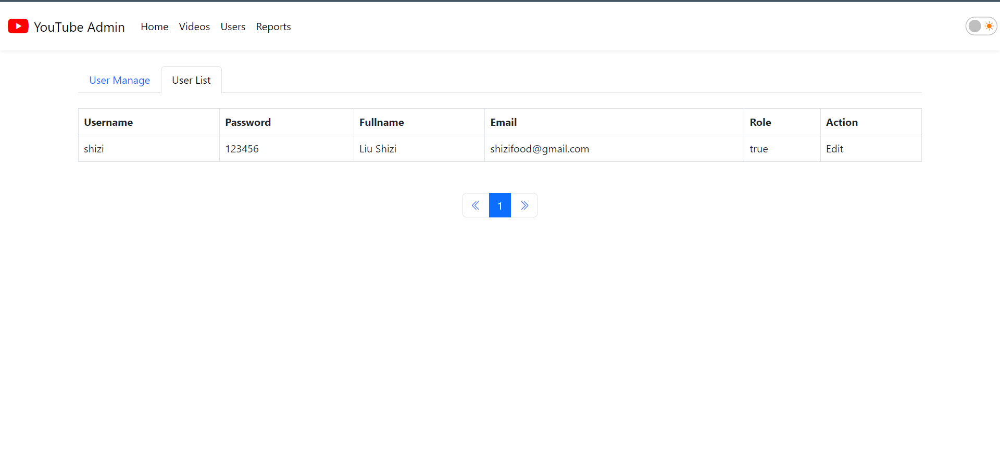 YouTube Admin Home Videos Users Reports
User Manage User List
Username Password Fullname Email Role Action
shizi 123456 Liu Shizi shizifood@gmail.com true Edit
« 1 »